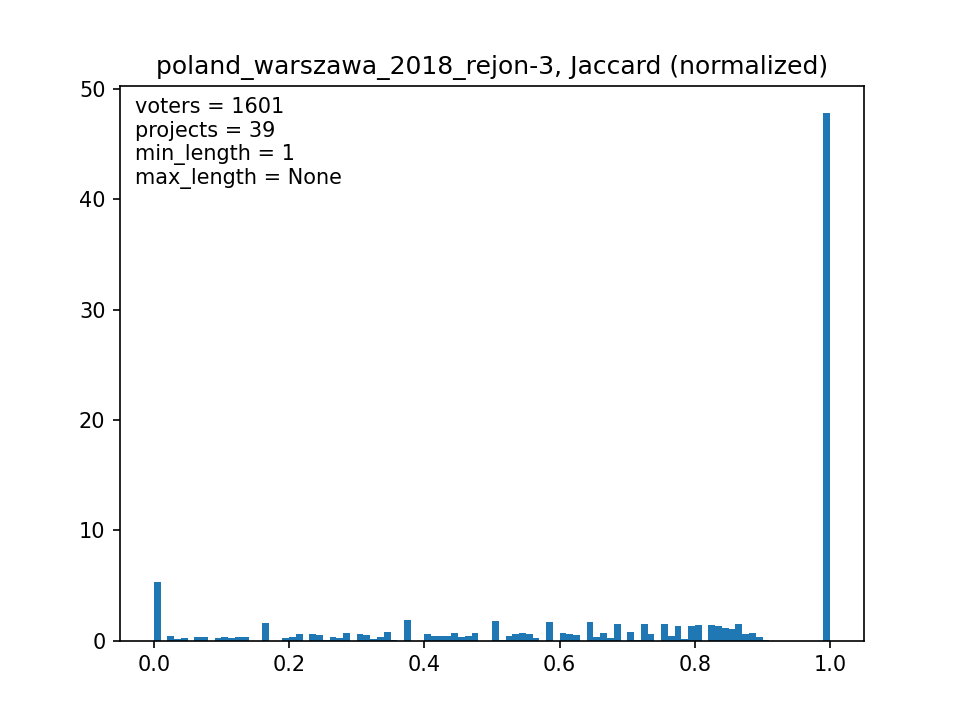 poland_warszawa_2018_rejon-3, Jaccard (normalized)
voters = 1601
projects = 39
min_length = 1
max_length = None
50
40
30
20
10
0
0.0 0.2 0.4 0.6 0.8 1.0